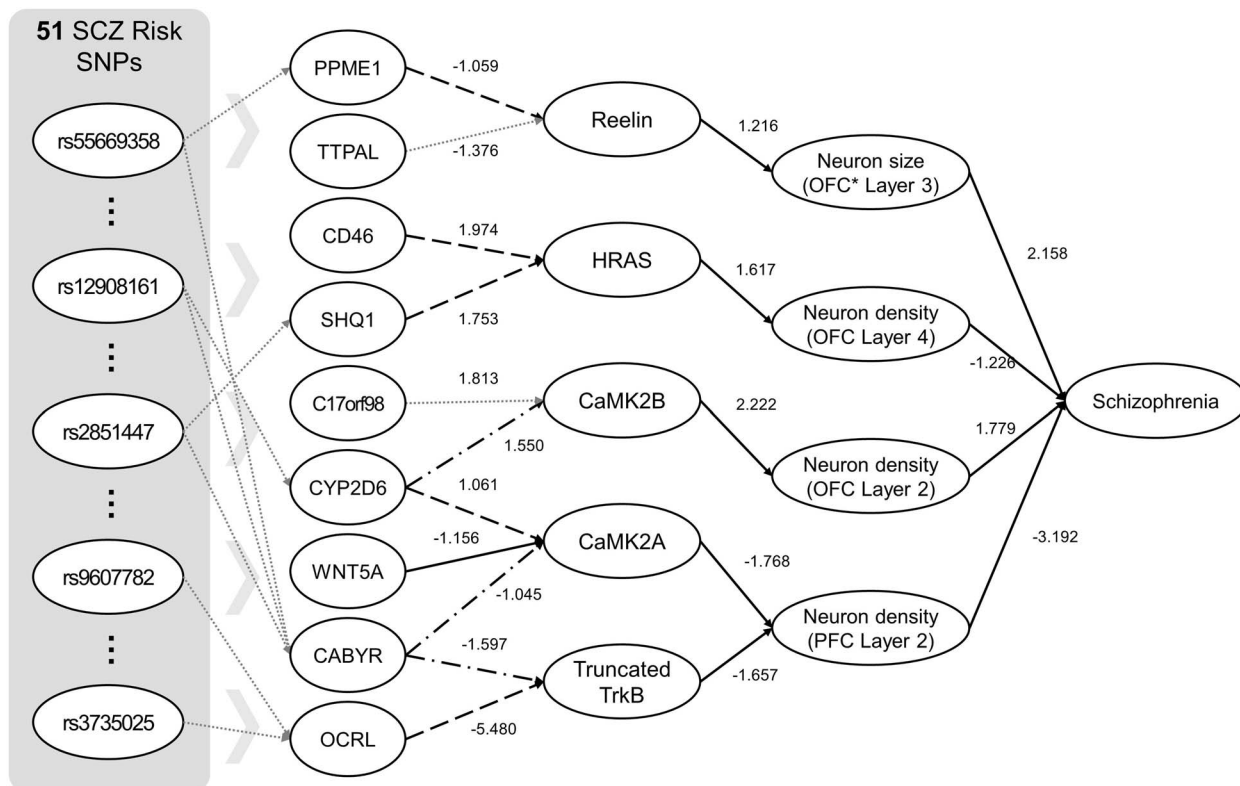 51 SCZ Risk
SNPs
rs55669358
rs12908161
rs2851447
rs9607782
rs3735025
PPME1
TTPAL
CD46
SHQ1
C17orf98
CYP2D6
WNT5A
CABYR
OCRL
-1.059
-1.376
1.974
1.753
1.813
1.550
1.061
-1.156
-1.045
-1.597
-5.480
Reelin
HRAS
CaMK2B
CaMK2A
Truncated
TrkB
1.216
1.617
2.222
-1.768
-1.657
Neuron size
(OFC* Layer 3)
Neuron density
(OFC Layer 4)
Neuron density
(OFC Layer 2)
Neuron density
(PFC Layer 2)
2.158
-1.226
1.779
-3.192
Schizophrenia